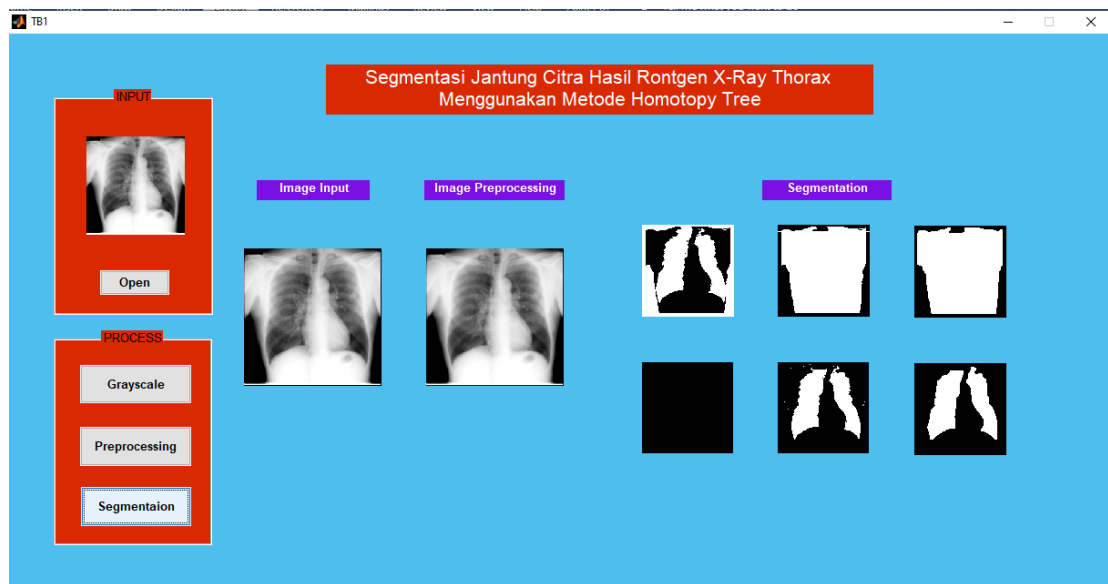 TB1
Segmentasi Jantung Citra Hasil Rontgen X-Ray Thorax
Menggunakan Metode Homotopy Tree
INPUT
Open
PROCESS
Grayscale
Preprocessing
Segmentaion
Image Input
Image Preprocessing
Segmentation